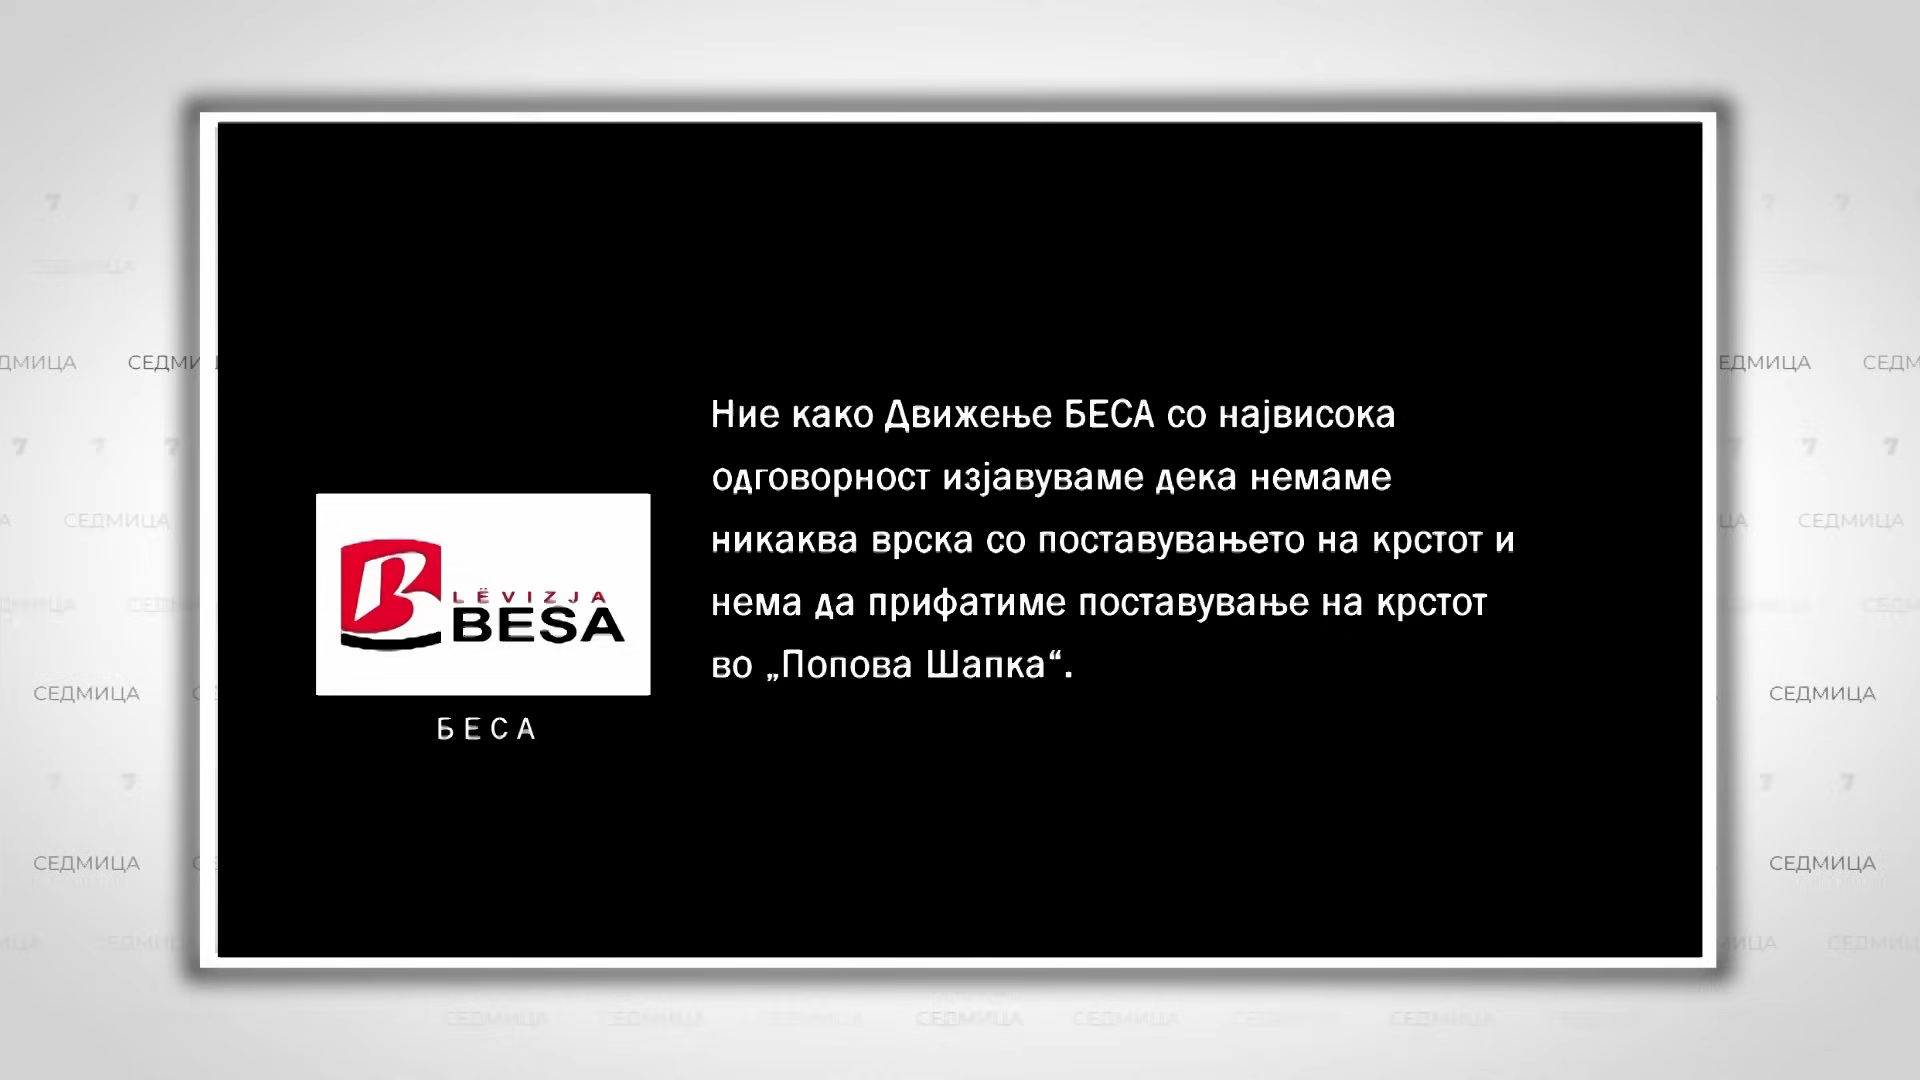 Ние како Движење БЕСА со највисока
одговорност изјавуваме дека немаме
никаква врска со поставувањето на крстот и
нема да прифатиме поставување на крстот
во „Попова Шапка“.
LËVIZJA
BESA
БЕСА
СЕДМИЦА
СЕДМИЦА
СЕДМИЦА
СЕДМИЦА
СЕДМИЦА
СЕДМИЦА